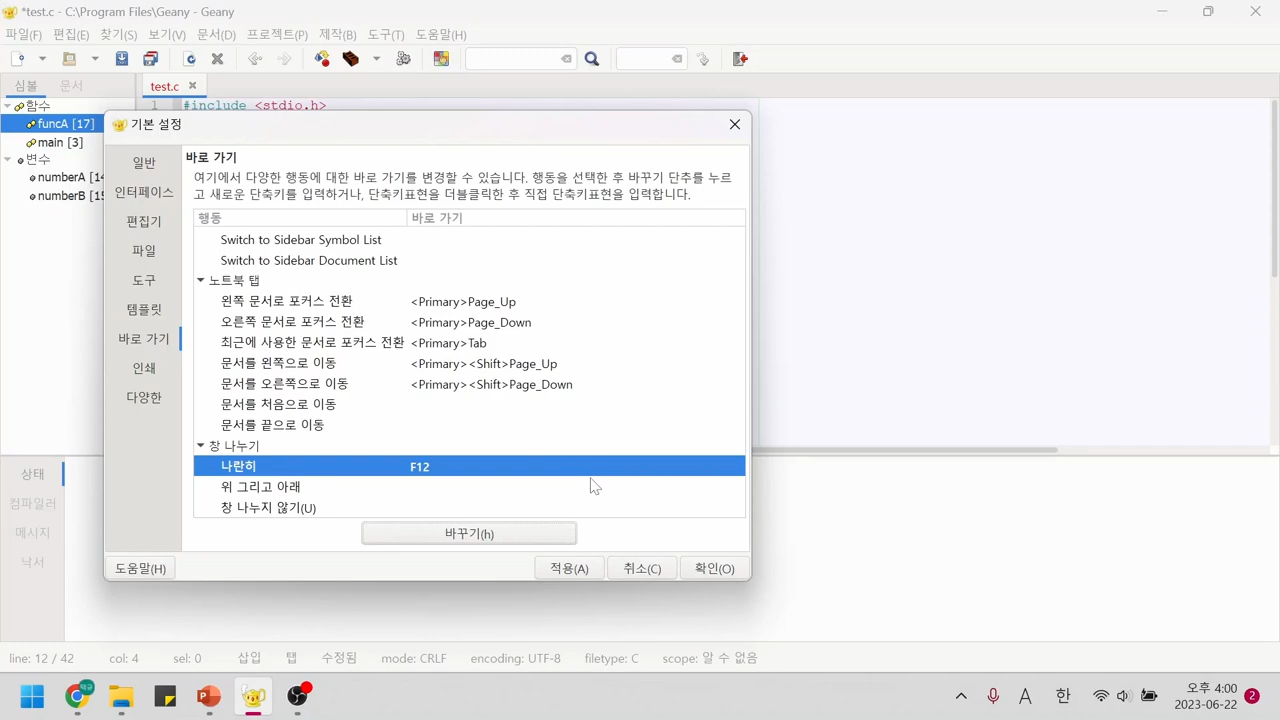 *test.c - C:\Program Files\Geany - Geany
파일(F) 편집(E) 찾기(S) 보기(V) 문서(D) 프로젝트(P) 제작(B) 도구(T) 도움말(H)
심볼 문서 test.c
함수
funcA [17]
main [3]
변수
numberA [14
numberB [15
1 #include <stdio.h>
기본 설정
일반
인터페이스
편집기
파일
도구
템플릿
바로 가기
인쇄
다양한
바로 가기
여기에서 다양한 행동에 대한 바로 가기를 변경할 수 있습니다. 행동을 선택한 후 바꾸기 단추를 누르
고 새로운 단축키를 입력하거나, 단축키표현을 더블클릭한 후 직접 단축키표현을 입력합니다.
행동 바로 가기
Switch to Sidebar Symbol List
Switch to Sidebar Document List
노트북 탭
왼쪽 문서로 포커스 전환 <Primary>Page_Up
오른쪽 문서로 포커스 전환 <Primary>Page_Down
최근에 사용한 문서로 포커스 전환 <Primary>Tab
문서를 왼쪽으로 이동 <Primary><Shift>Page_Up
문서를 오른쪽으로 이동 <Primary><Shift>Page_Down
문서를 처음으로 이동
문서를 끝으로 이동
창 나누기
나란히 F12
위 그리고 아래
창 나누지 않기(U)
바꾸기(h)
도움말(H) 적용(A) 취소(C) 확인(O)
상태
컴파일러
메시지
낙서
line: 12 / 42 col: 4 sel: 0 삽입 탭 수정됨 mode: CRLF encoding: UTF-8 filetype: C scope: 알 수 없음
A 한 오후 4:00
2023-06-22 2